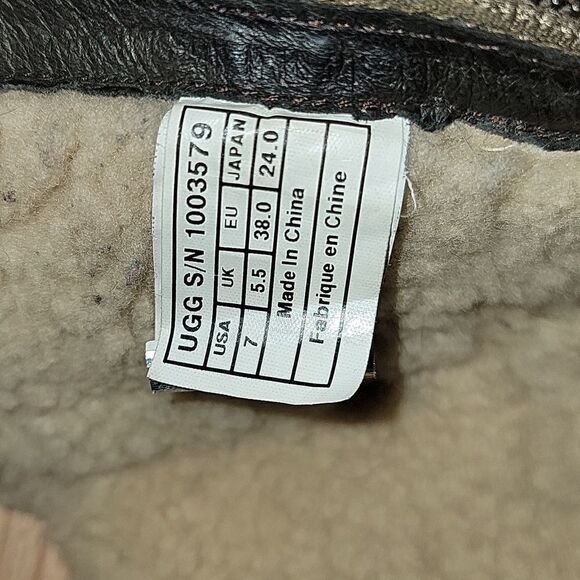 UGG S/N 1003579
USA UK EU JAPAN
7 5.5 38.0 24.0
Made In China
Fabrique en Chine